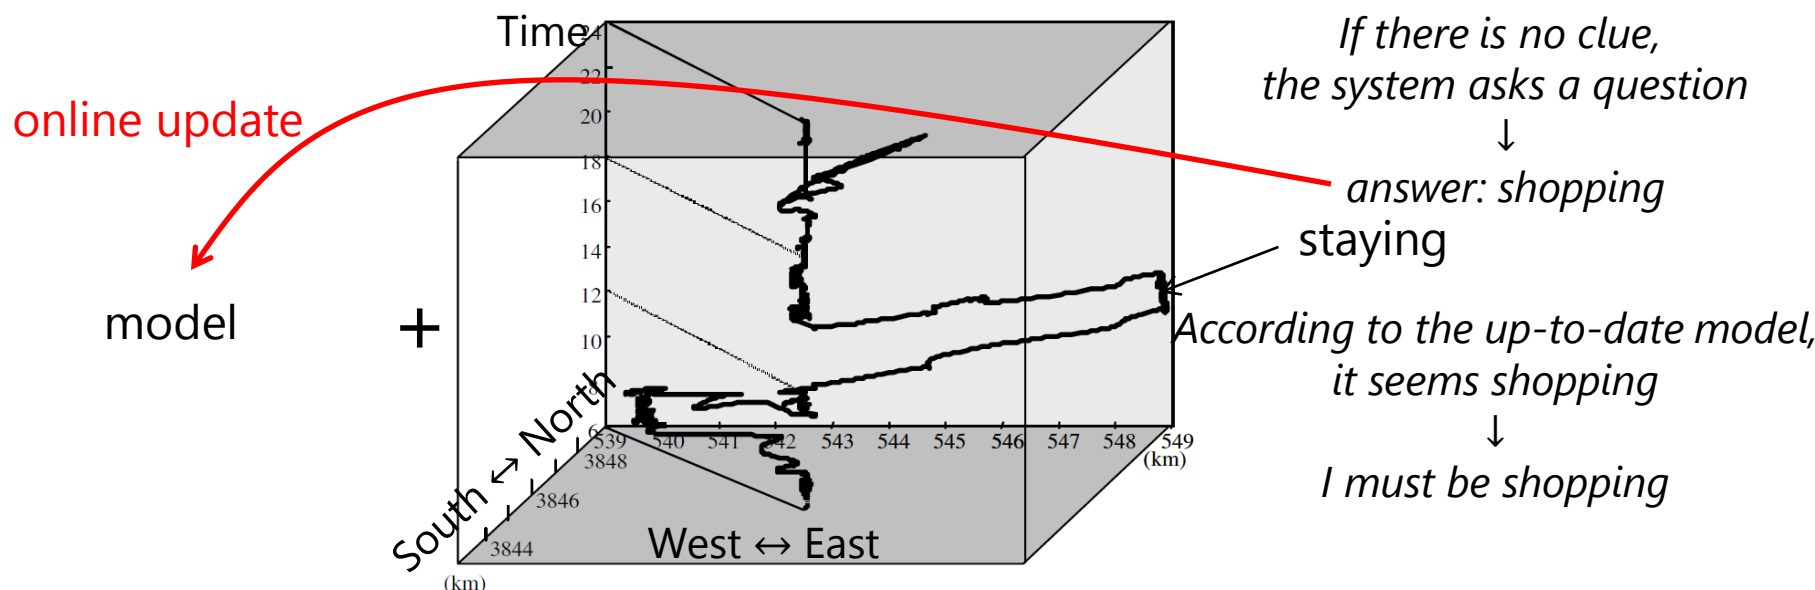 Time
24
22
20
18
16
14
12
10
8
6
online update
model
+
If there is no clue,
the system asks a question
↓
answer: shopping
staying
According to the up-to-date model,
it seems shopping
↓
I must be shopping
539 540 541 542 543 544 545 546 547 548 549
(km)
3848
3846
3844
(km)
South ↔ North
West ↔ East